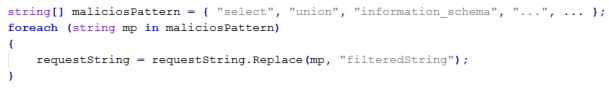 string[] maliciosPattern = { "select", "union", "information_schema", "...", ... };
foreach (string mp in maliciosPattern)
{
requestString = requestString.Replace(mp, "filteredString");
}